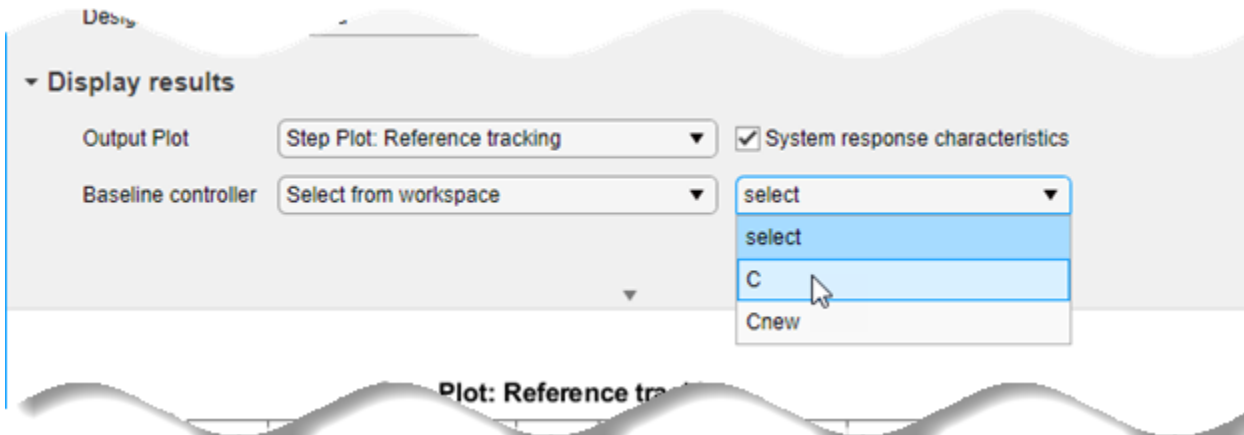 Display results
Output Plot Step Plot: Reference tracking System response characteristics
Baseline controller Select from workspace select
select
C
Cnew
Plot: Reference